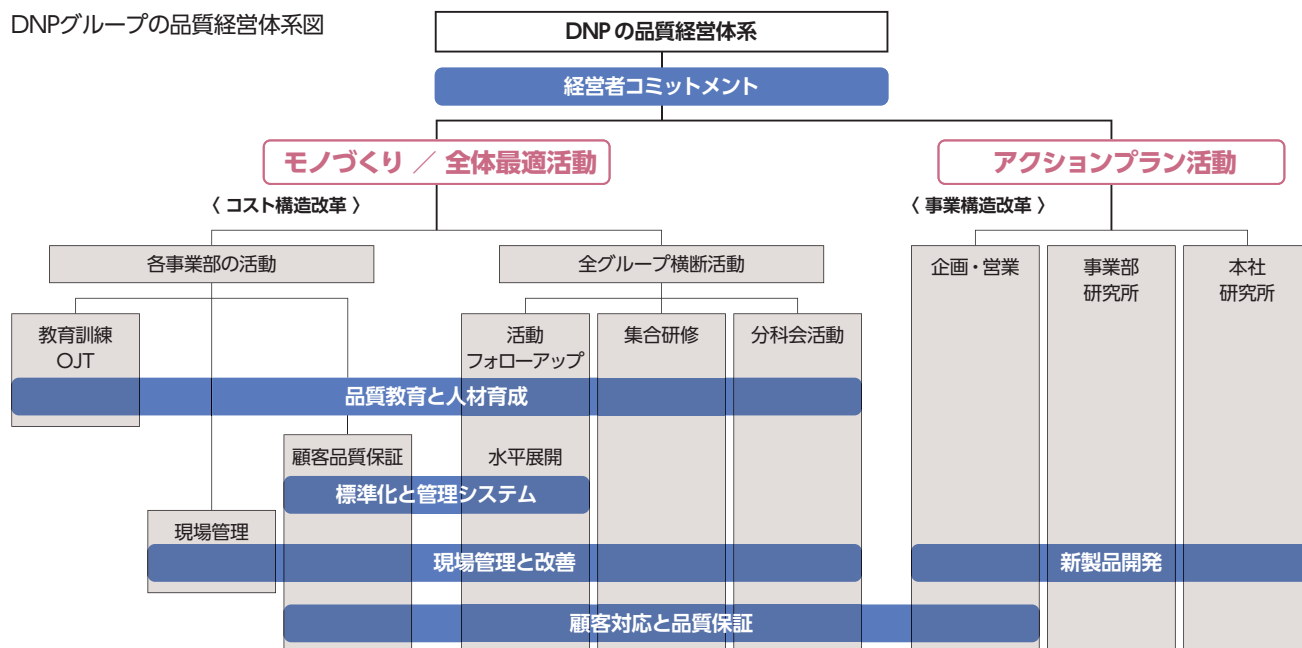 DNPグループの品質経営体系図
DNPの品質経営体系
経営者コミットメント
モノづくり ／ 全体最適活動
アクションプラン活動
〈 コスト構造改革 〉
〈 事業構造改革 〉
各事業部の活動
全グループ横断活動
企画・営業
事業部
研究所
本社
研究所
教育訓練
OJT
活動
フォローアップ
集合研修
分科会活動
品質教育と人材育成
顧客品質保証
水平展開
標準化と管理システム
現場管理
現場管理と改善
新製品開発
顧客対応と品質保証